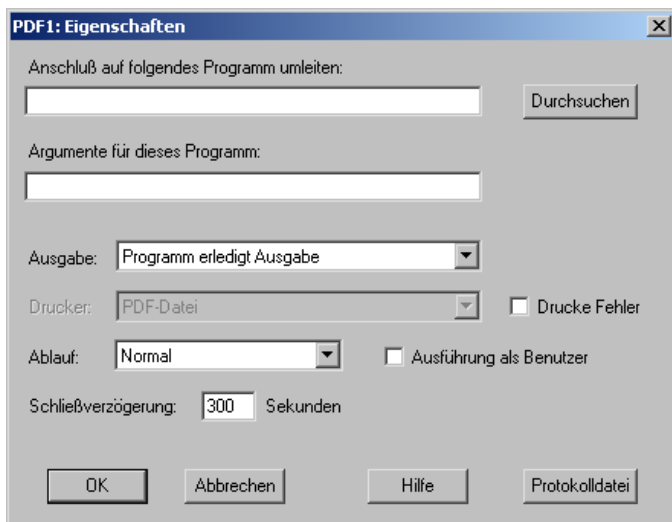 PDF1: Eigenschaften
Anschluß auf folgendes Programm umleiten:
Durchsuchen
Argumente für dieses Programm:
Ausgabe: Programm erledigt Ausgabe
Drucker: PDF-Datei Drucke Fehler
Ablauf: Normal Ausführung als Benutzer
Schließverzögerung: 300 Sekunden
OK Abbrechen Hilfe Protokolldatei